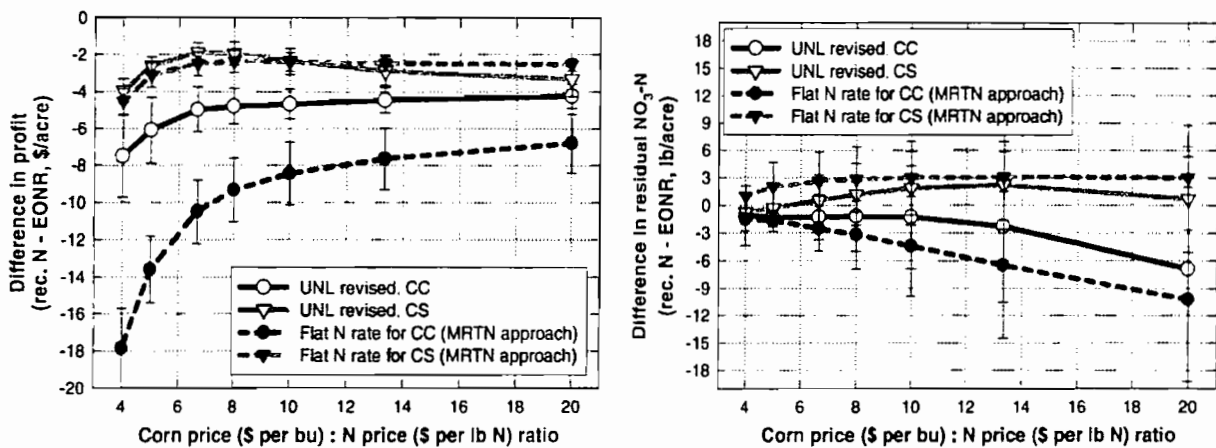 Difference in profit
(rec. N - EONR, $/acre)
0
-2
-4
-6
-8
-10
-12
-14
-16
-18
-20
UNL revised. CC
UNL revised. CS
Flat N rate for CC (MRTN approach)
Flat N rate for CS (MRTN approach)
4 6 8 10 12 14 16 18 20
Corn price ($ per bu) : N price ($ per lb N) ratio
Difference in residual NO3-N
(rec. N - EONR, lb/acre)
18
15
12
9
6
3
0
-3
-6
-9
-12
-15
-18
UNL revised. CC
UNL revised. CS
Flat N rate for CC (MRTN approach)
Flat N rate for CS (MRTN approach)
4 6 8 10 12 14 16 18 20
Corn price ($ per bu) : N price ($ per lb N) ratio